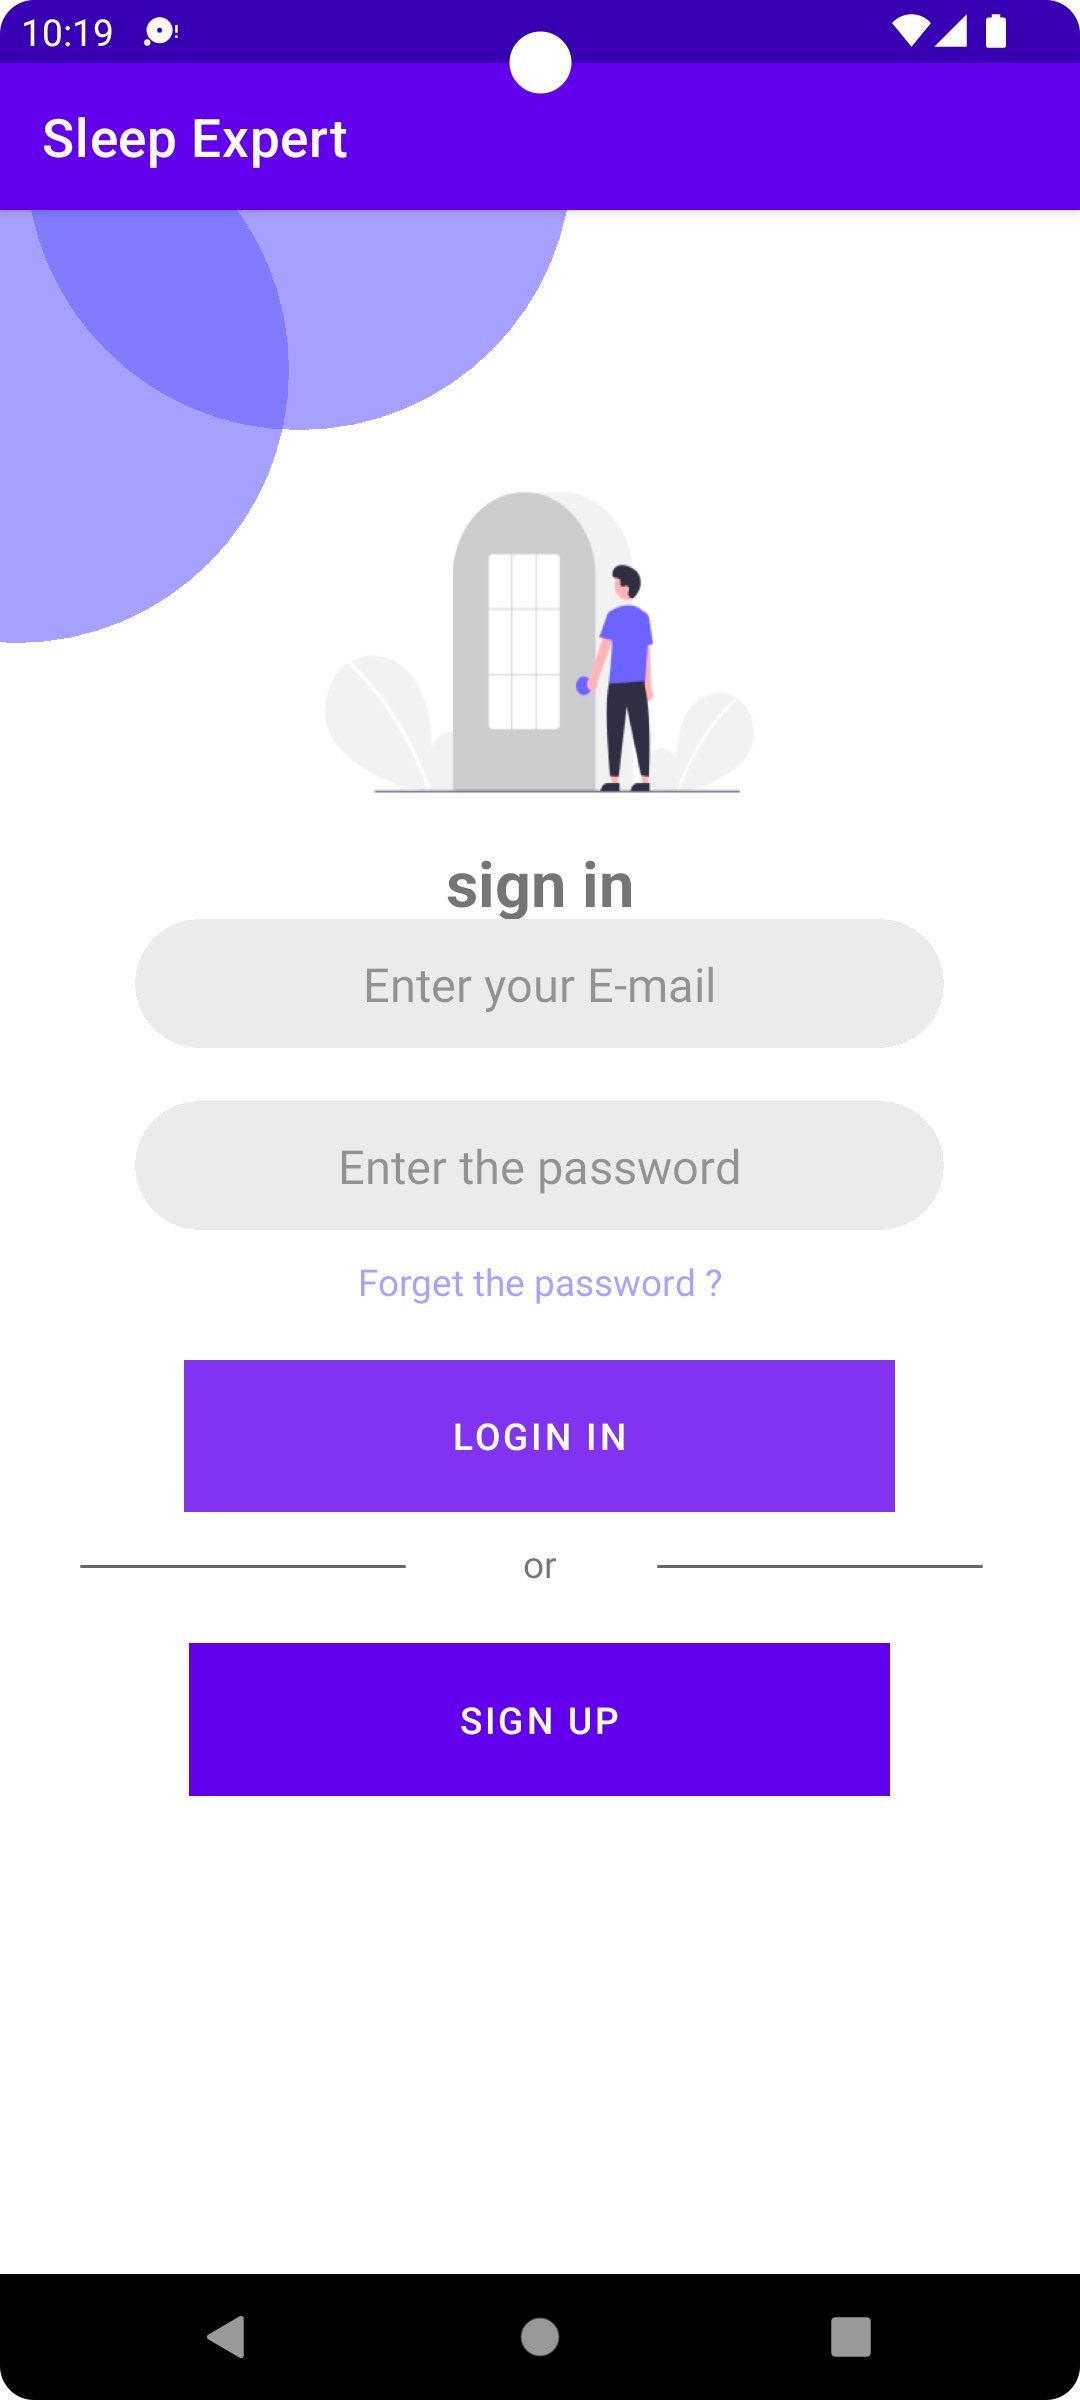 10:19
Sleep Expert
sign in
Enter your E-mail
Enter the password
Forget the password ?
LOGIN IN
or
SIGN UP